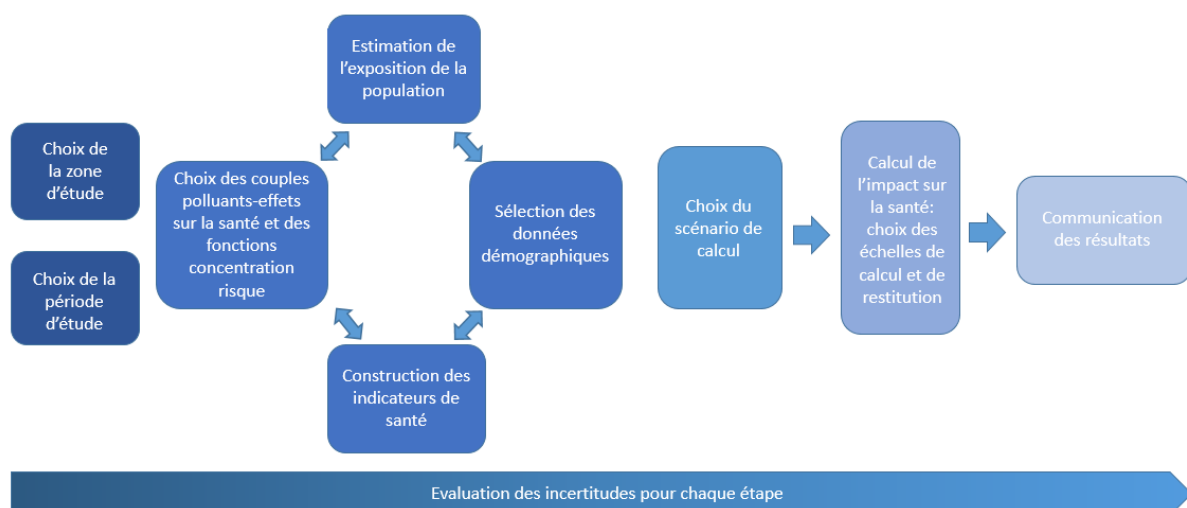 Choix de
la zone
d'étude
Choix de la
période
d'étude
Estimation de
l'exposition de la
population
Choix des couples
polluants-effets
sur la santé et des
fonctions
concentration
risque
Sélection des
données
démographiques
Construction des
indicateurs de
santé
Choix du
scénario de
calcul
Calcul de
l'impact sur
la santé:
choix des
échelles de
calcul et de
restitution
Communication
des résultats
Evaluation des incertitudes pour chaque étape